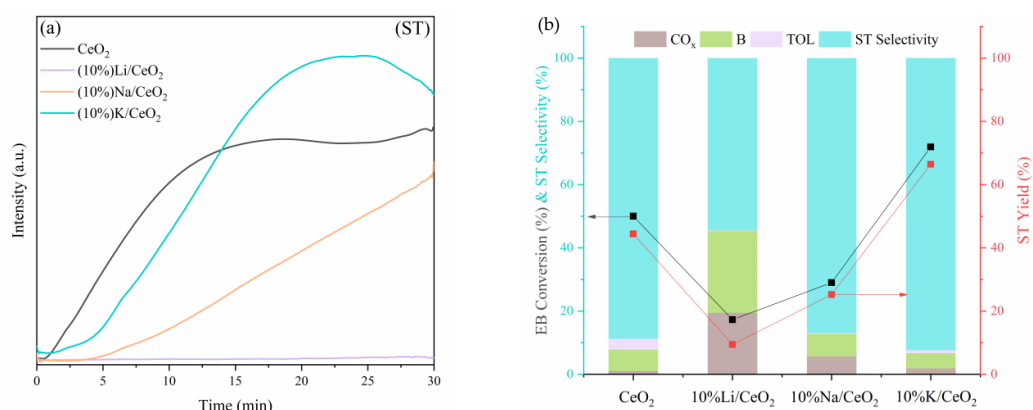 (a)
(ST)
CeO₂
(10%)Li/CeO₂
(10%)Na/CeO₂
(10%)K/CeO₂
Intensity (a.u.)
0 5 10 15 20 25 30
Time (min)
(b)
COₓ B TOL ST Selectivity
EB Conversion (%) & ST Selectivity (%)
100
80
60
40
20
0
ST Yield (%)
100
80
60
40
20
0
CeO₂ 10%Li/CeO₂ 10%Na/CeO₂ 10%K/CeO₂